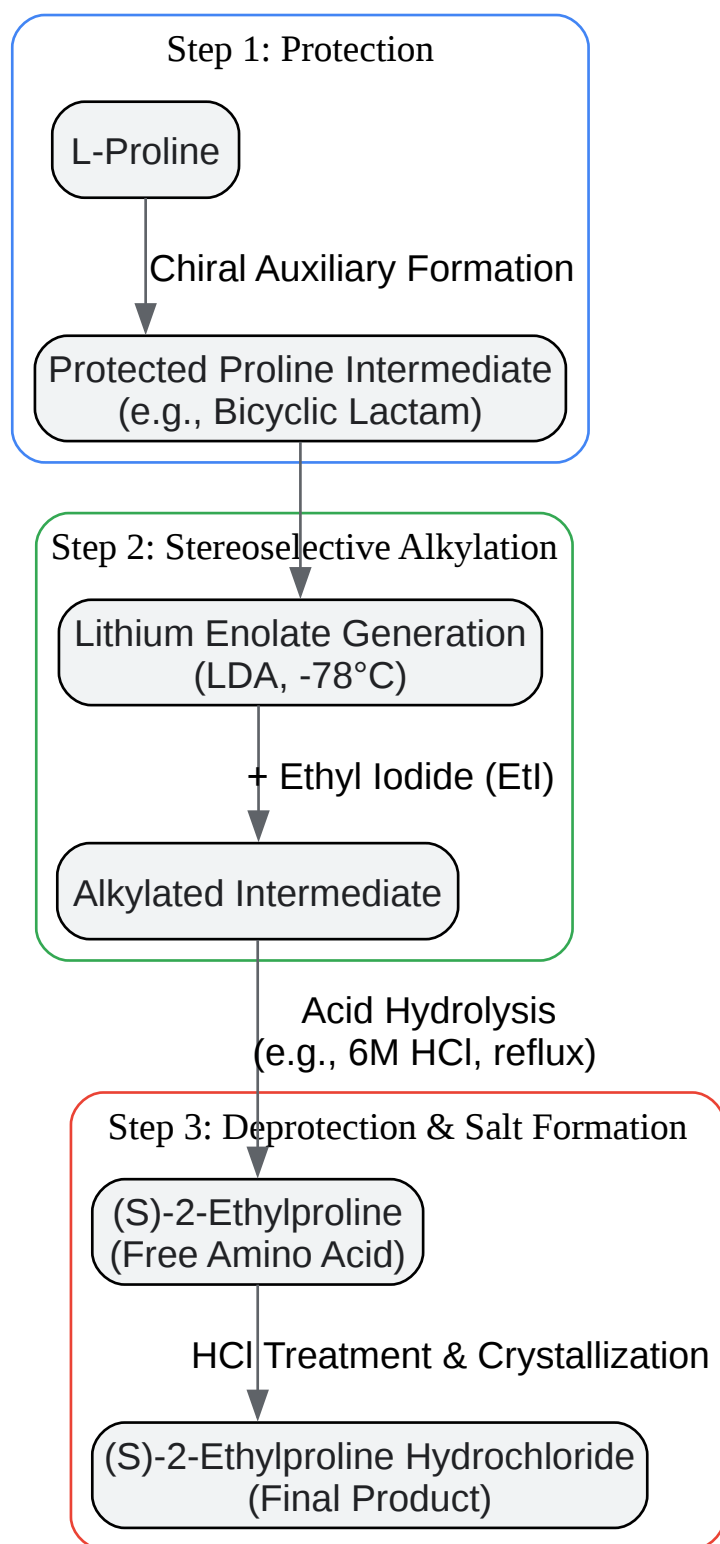 Step 1: Protection
L-Proline
Chiral Auxiliary Formation
Protected Proline Intermediate
(e.g., Bicyclic Lactam)
Step 2: Stereoselective Alkylation
Lithium Enolate Generation
(LDA, -78°C)
+ Ethyl Iodide (EtI)
Alkylated Intermediate
Acid Hydrolysis
(e.g., 6M HCl, reflux)
Step 3: Deprotection & Salt Formation
(S)-2-Ethylproline
(Free Amino Acid)
HCl Treatment & Crystallization
(S)-2-Ethylproline Hydrochloride
(Final Product)